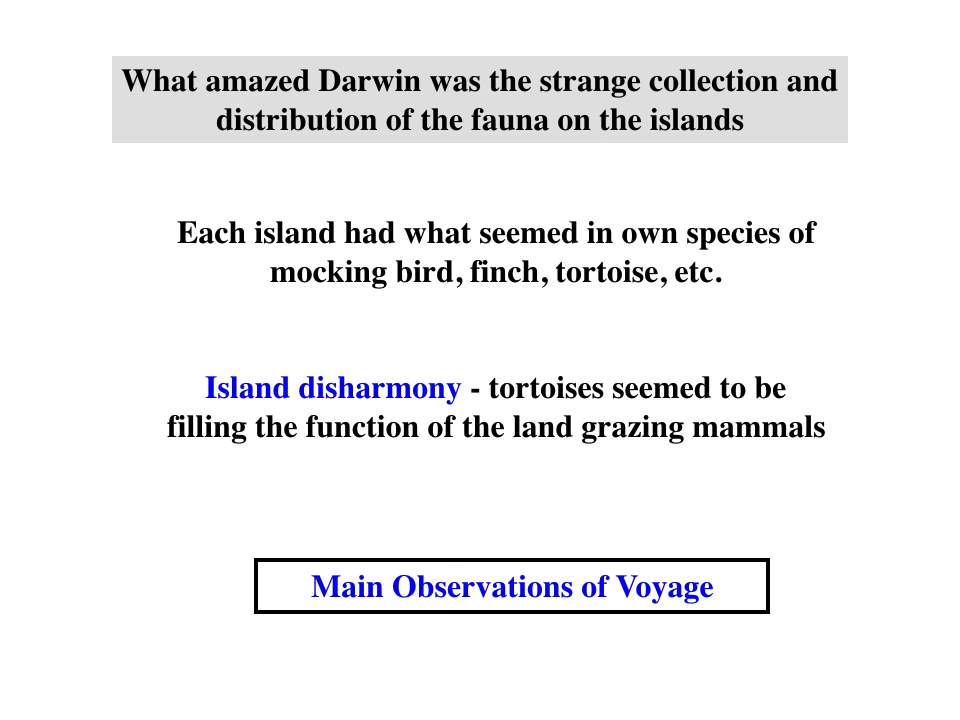 What amazed Darwin was the strange collection and
distribution of the fauna on the islands
Each island had what seemed in own species of
mocking bird, finch, tortoise, etc.
Island disharmony - tortoises seemed to be
filling the function of the land grazing mammals
Main Observations of Voyage